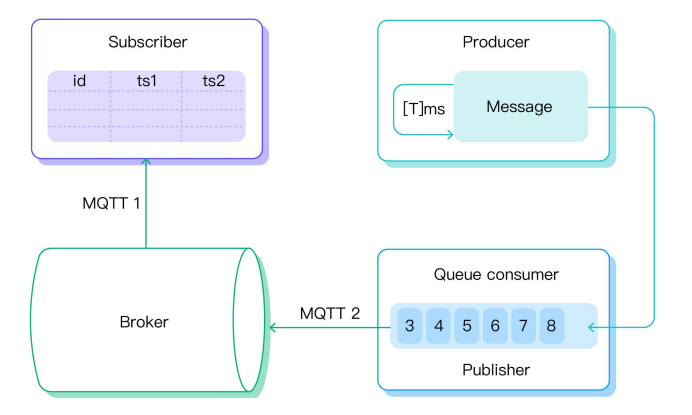 Subscriber
id ts1 ts2
Producer
[T]ms
Message
MQTT 1
Broker
MQTT 2
Queue consumer
3 4 5 6 7 8
Publisher